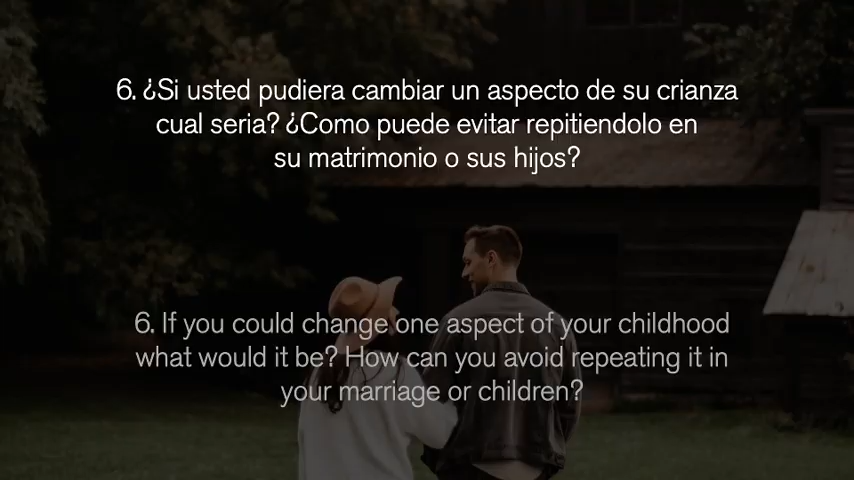 6. ¿Si usted pudiera cambiar un aspecto de su crianza
cual seria? ¿Como puede evitar repitiendolo en
su matrimonio o sus hijos?
6. If you could change one aspect of your childhood
what would it be? How can you avoid repeating it in
your marriage or children?